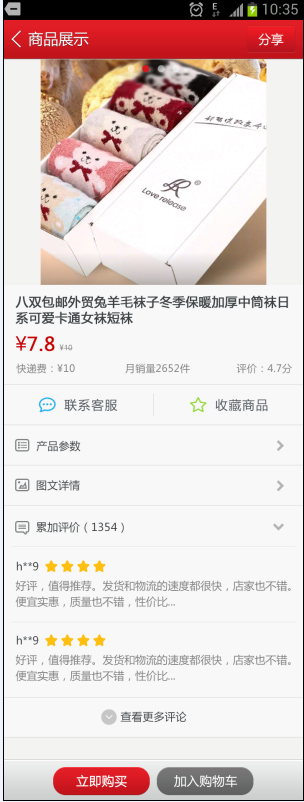 E
10:35
商品展示
分享
好好愛護的素足心
R
®
Love release
八双包邮外贸兔羊毛袜子冬季保暖加厚中筒袜日
系可爱卡通女袜短袜
¥7.8 ¥10
快递费：¥10 月销量2652件 评价：4.7分
联系客服 收藏商品
产品参数
图文详情
累加评价（1354）
h**9
好评，值得推荐。发货和物流的速度都很快，店家也不错。
便宜实惠，质量也不错，性价比...
h**9
好评，值得推荐。发货和物流的速度都很快，店家也不错。
便宜实惠，质量也不错，性价比...
查看更多评论
立即购买 加入购物车